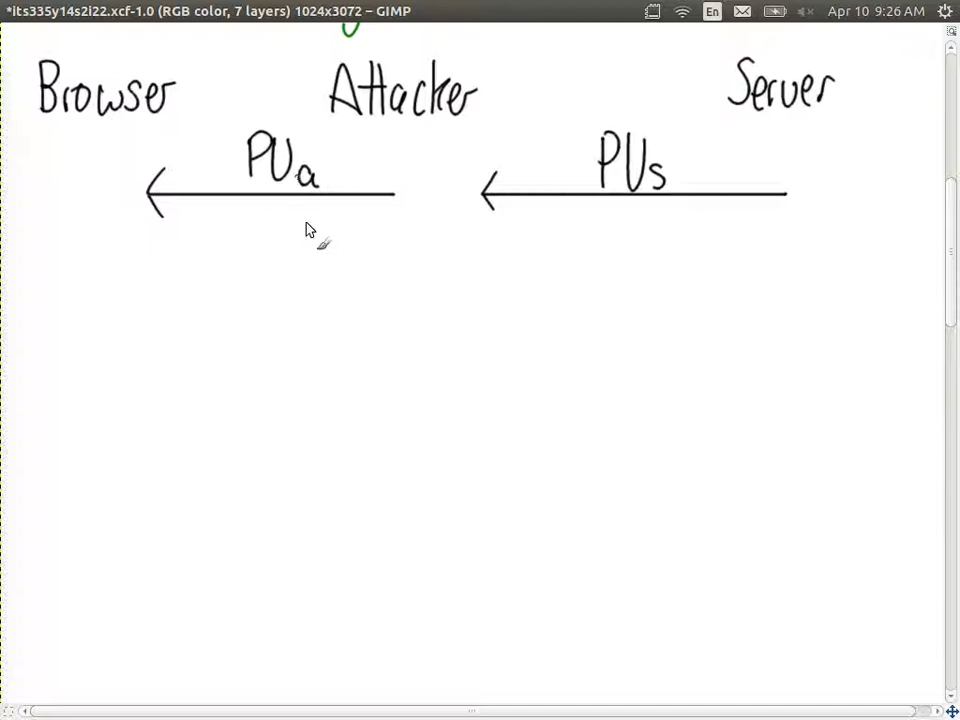 *its335y14s2i22.xcf-1.0 (RGB color, 7 layers) 1024x3072 – GIMP En Apr 10 9:26 AM
Browser Attacker Server
PUa PUs